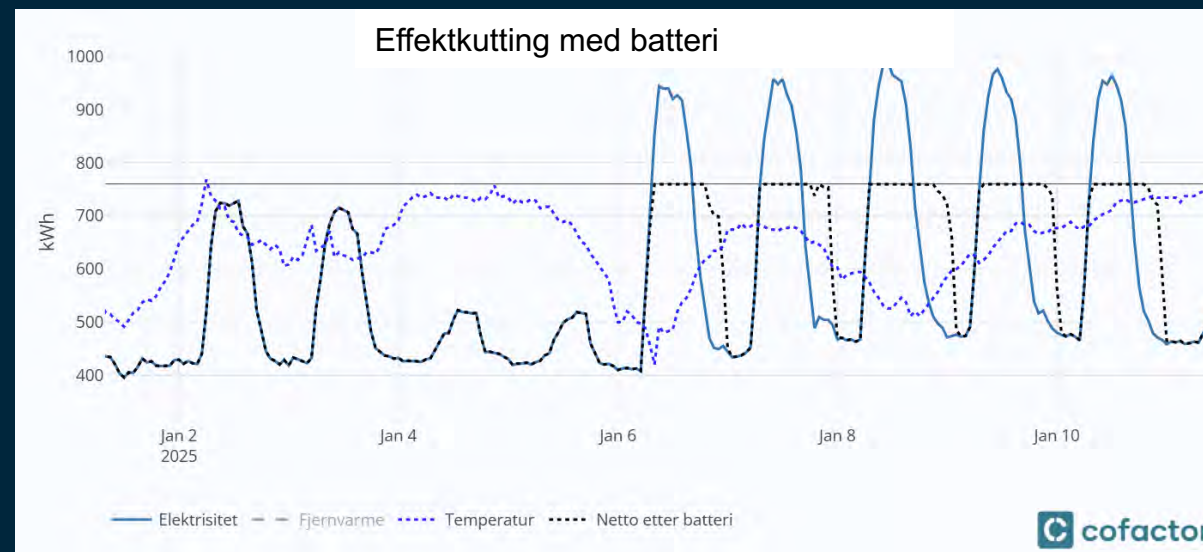 Effektkutting med batteri
1000
900
800
700
600
500
400
kWh
Jan 2
2025
Jan 4
Jan 6
Jan 8
Jan 10
Elektrisitet
Fjernvarme
Temperatur
Netto etter batteri
cofactor